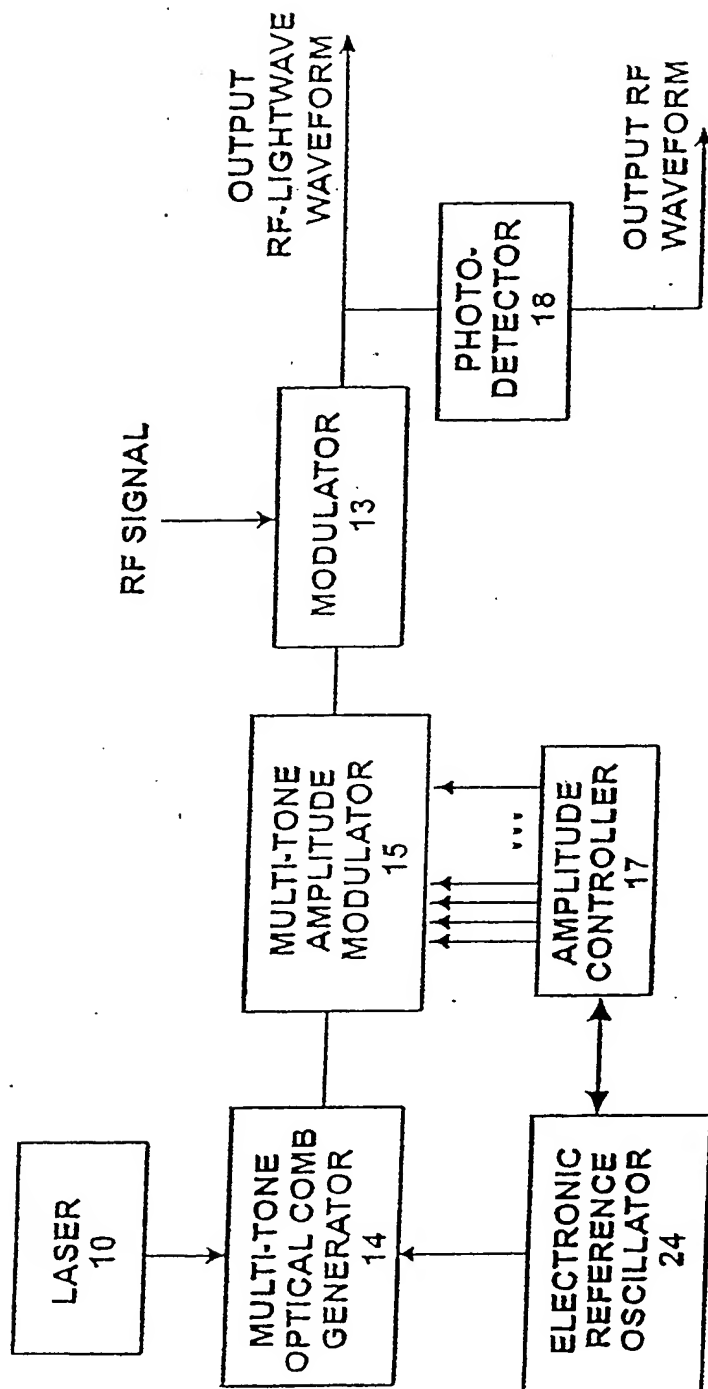 LASER
10
MULTI-TONE
OPTICAL COMB
GENERATOR
14
ELECTRONIC
REFERENCE
OSCILLATOR
24
MULTI-TONE
AMPLITUDE
MODULATOR
15
AMPLITUDE
CONTROLLER
17
...
RF SIGNAL
MODULATOR
13
OUTPUT
RF-LIGHTWAVE
WAVEFORM
PHOTO-
DETECTOR
18
OUTPUT RF
WAVEFORM